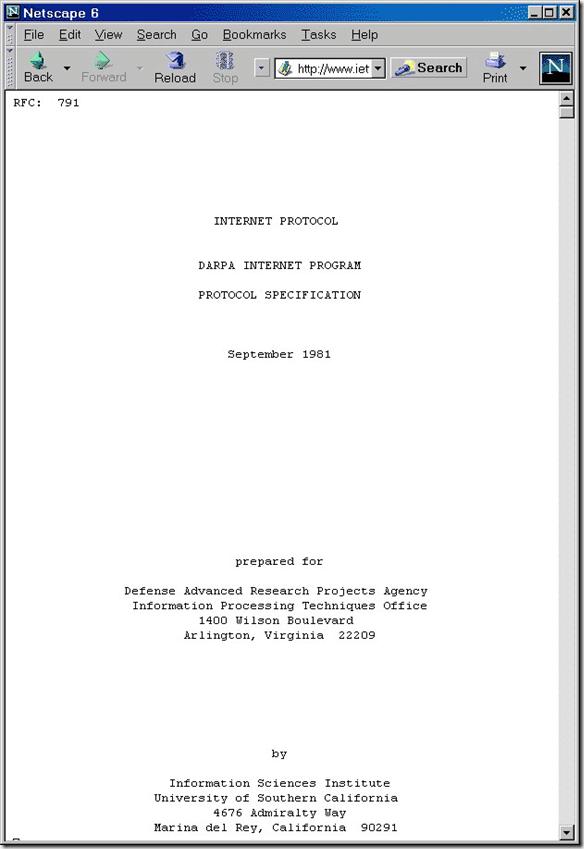 Netscape 6
File Edit View Search Go Bookmarks Tasks Help
Back Forward Reload Stop http://www.iet Search Print N
RFC: 791
INTERNET PROTOCOL
DARPA INTERNET PROGRAM
PROTOCOL SPECIFICATION
September 1981
prepared for
Defense Advanced Research Projects Agency
Information Processing Techniques Office
1400 Wilson Boulevard
Arlington, Virginia 22209
by
Information Sciences Institute
University of Southern California
4676 Admiralty Way
Marina del Rey, California 90291